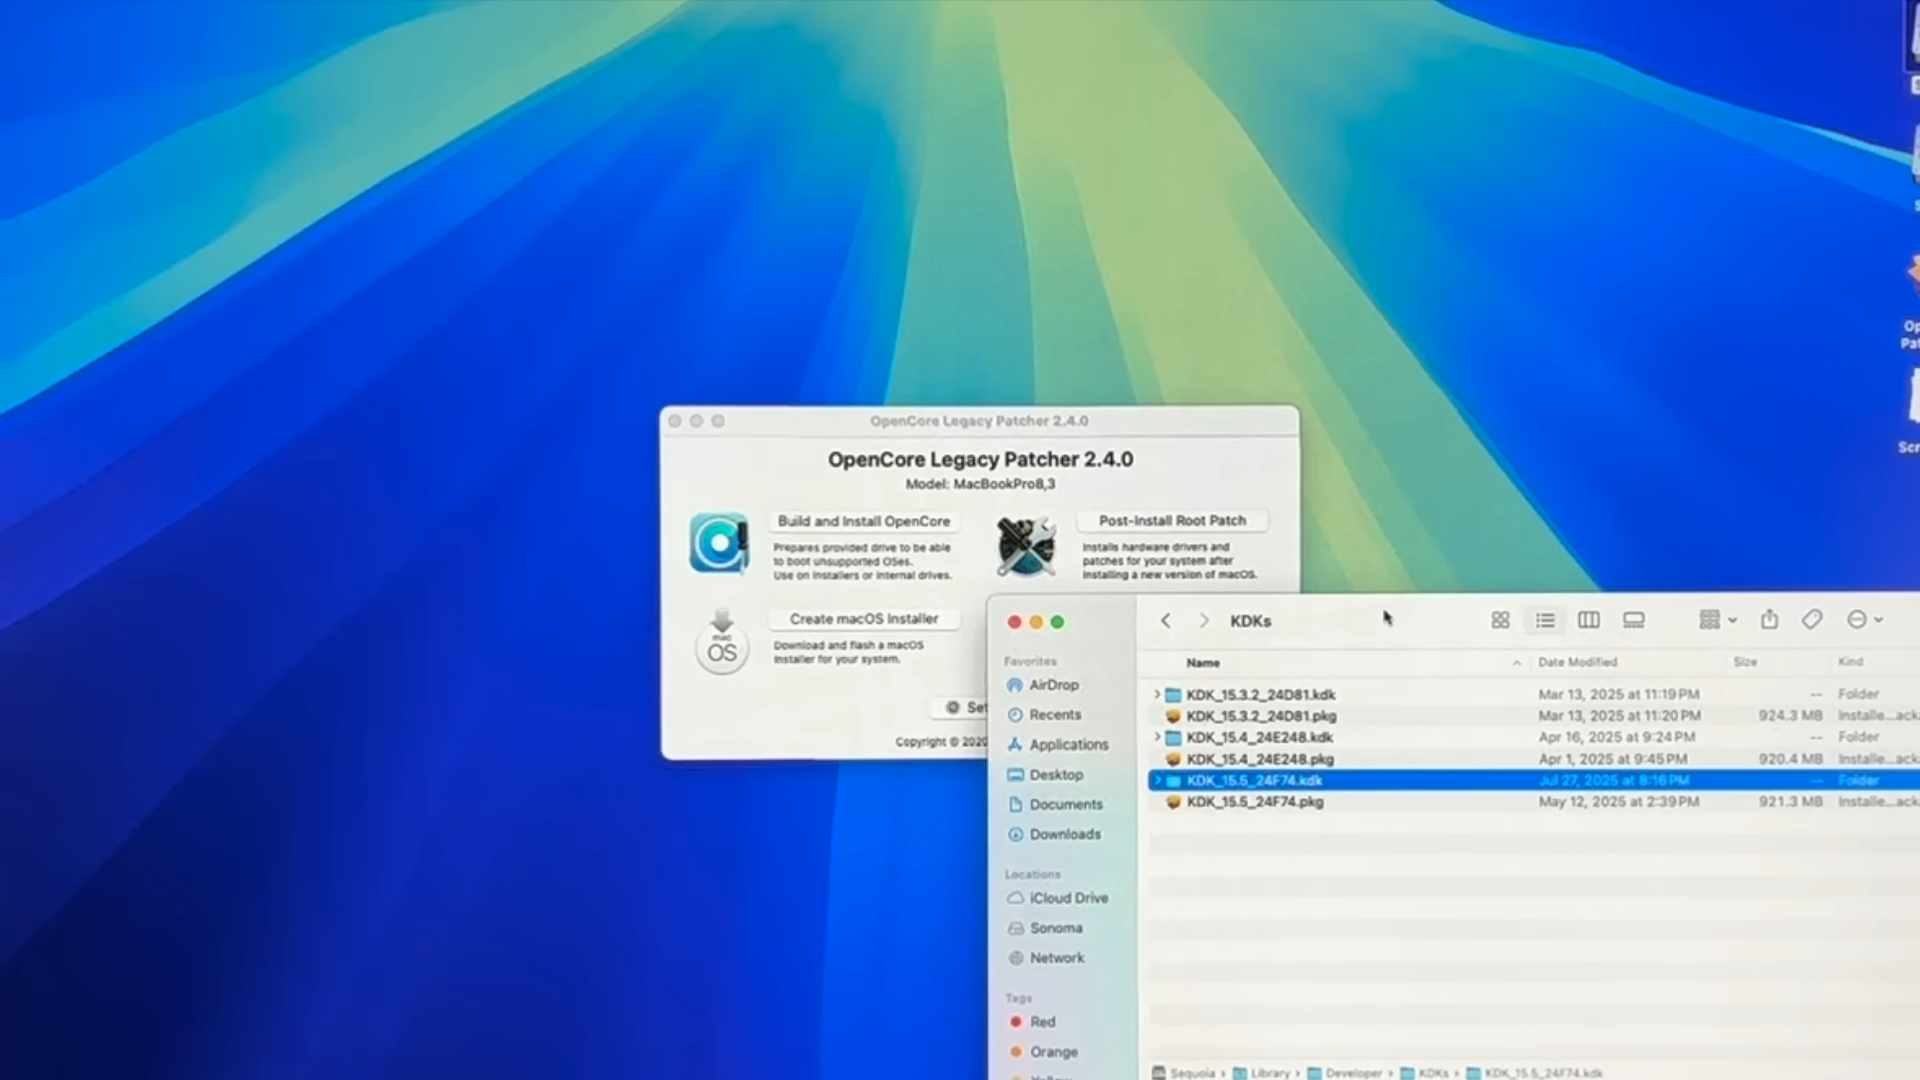 OpenCore Legacy Patcher 2.4.0
OpenCore Legacy Patcher 2.4.0
Model: MacBookPro8,3
Build and Install OpenCore
Prepares provided drive to be able
to boot unsupported OSes.
Use on installers or internal drives.
Post-Install Root Patch
Installs hardware drivers and
patches for your system after
installing a new version of macOS.
Create macOS Installer
Download and flash a macOS
Installer for your system.
mac
OS
Copyright © 2020
KDKs
Name Date Modified Size Kind
KDK_15.3.2_24D81.kdk Mar 13, 2025 at 11:19 PM -- Folder
KDK_15.3.2_24D81.pkg Mar 13, 2025 at 11:20 PM 924.3 MB Installe...ack
KDK_15.4_24E248.kdk Apr 16, 2025 at 9:24 PM -- Folder
KDK_15.4_24E248.pkg Apr 1, 2025 at 9:45 PM 920.4 MB Installe...ack
KDK_15.5_24F74.kdk Jul 27, 2025 at 8:16 PM -- Folder
KDK_15.5_24F74.pkg May 12, 2025 at 2:39 PM 921.3 MB Installe...ack
Favorites
AirDrop
Recents
Applications
Desktop
Documents
Downloads
Locations
iCloud Drive
Sonoma
Network
Tags
Red
Orange
Sequoia › Library › Developer › KDKs › KDK_15.5_24F74.kdk